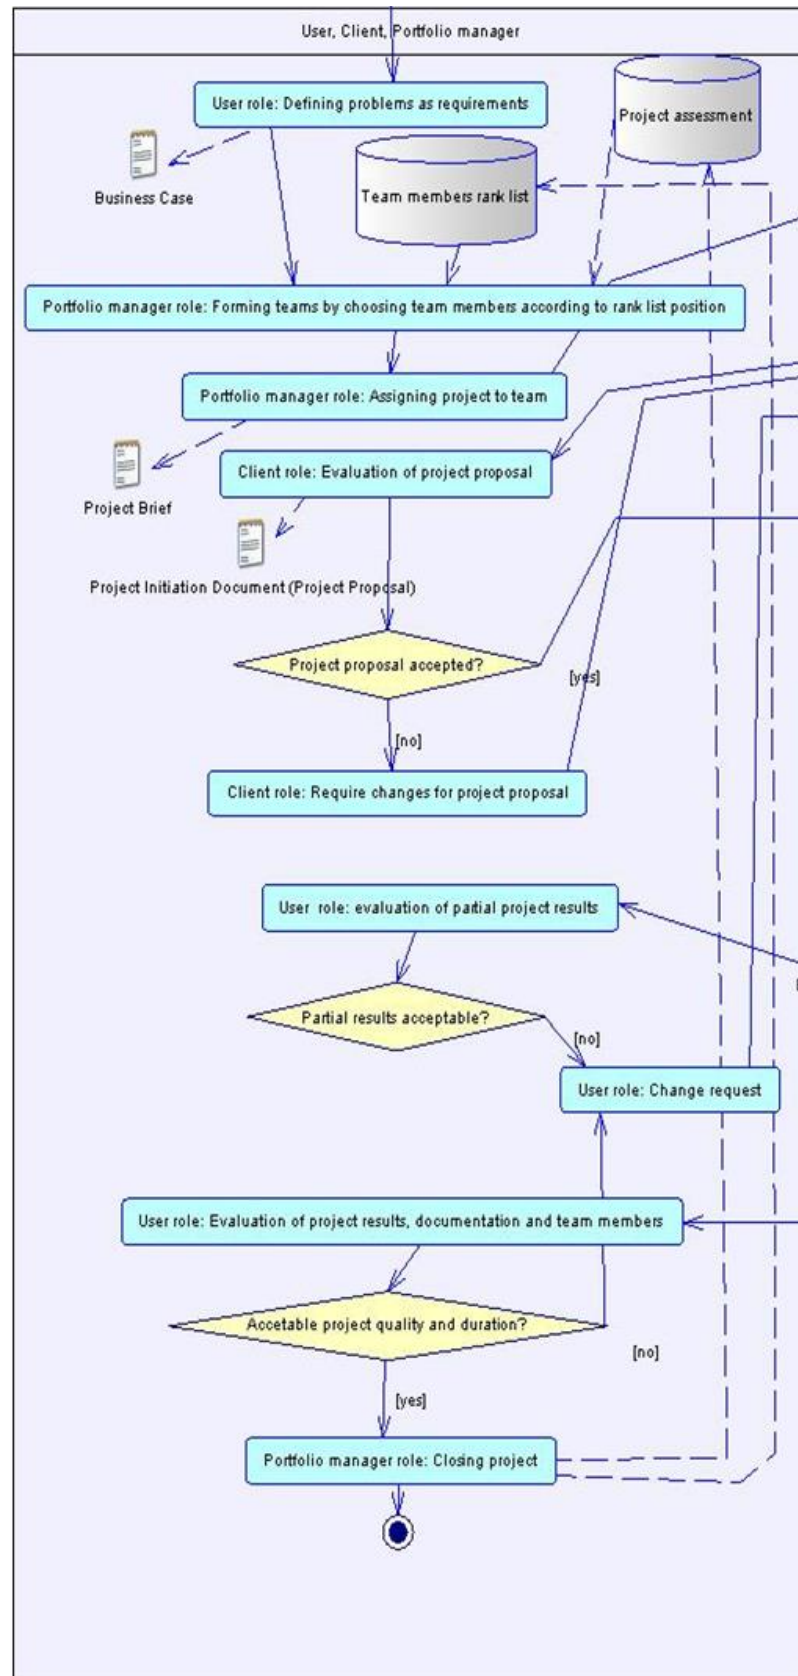 User, Client, Portfolio manager
User role: Defining problems as requirements
Project assessment
Business Case
Team members rank list
Portfolio manager role: Forming teams by choosing team members according to rank list position
Portfolio manager role: Assigning project to team
Client role: Evaluation of project proposal
Project Brief
Project Initiation Document (Project Proposal)
Project proposal accepted?
[yes]
[no]
Client role: Require changes for project proposal
User role: evaluation of partial project results
Partial results acceptable?
[no]
User role: Change request
User role: Evaluation of project results, documentation and team members
Accetable project quality and duration?
[no]
[yes]
Portfolio manager role: Closing project